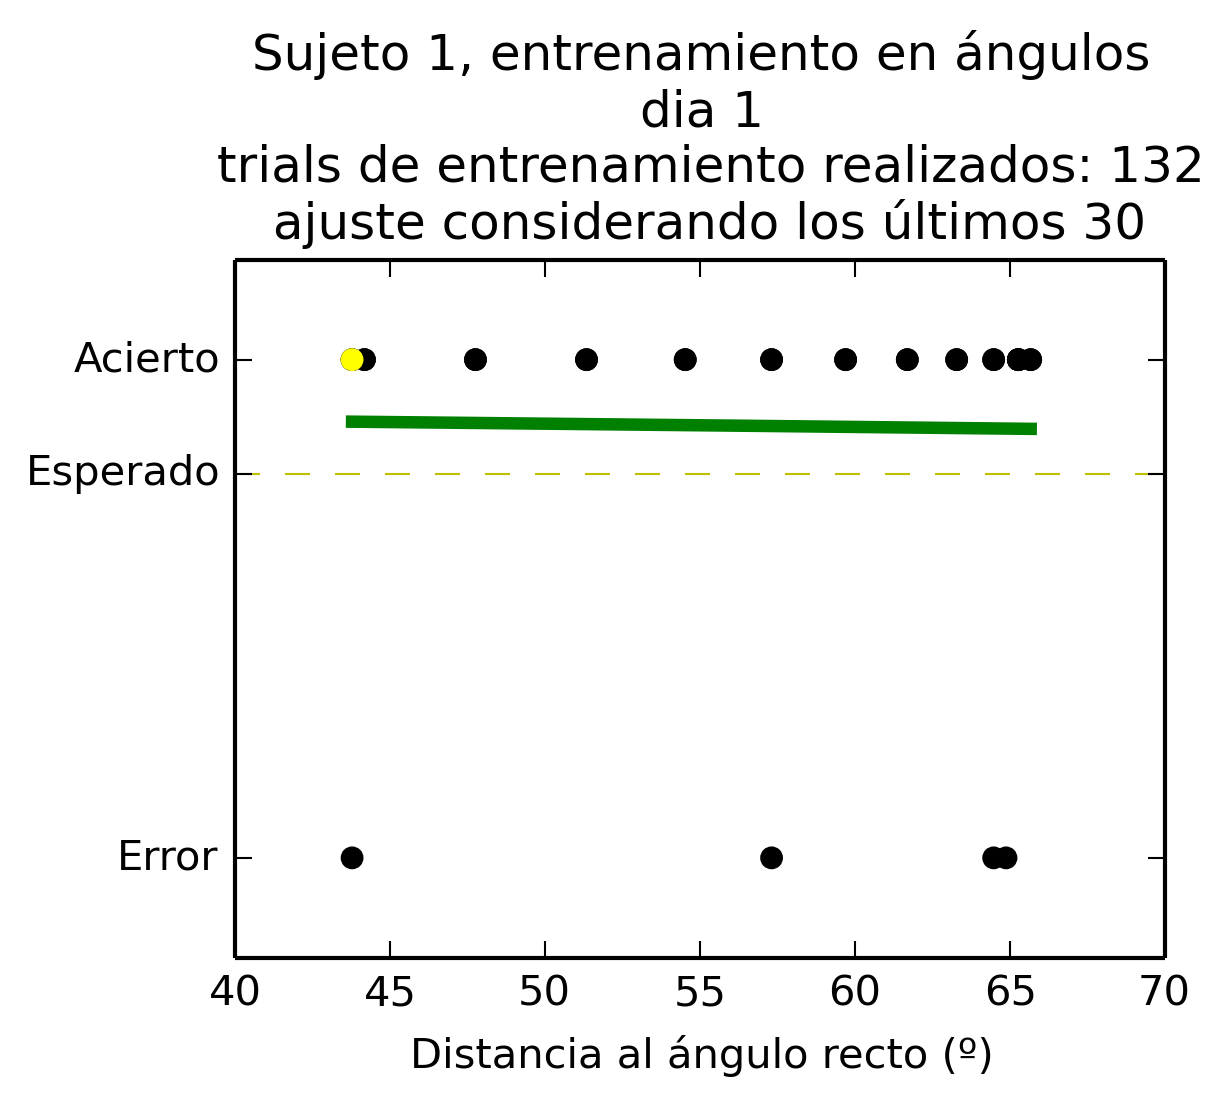 Sujeto 1, entrenamiento en ángulos
dia 1
trials de entrenamiento realizados: 132
ajuste considerando los últimos 30
Acierto
Esperado
Error
40 45 50 55 60 65 70
Distancia al ángulo recto (º)